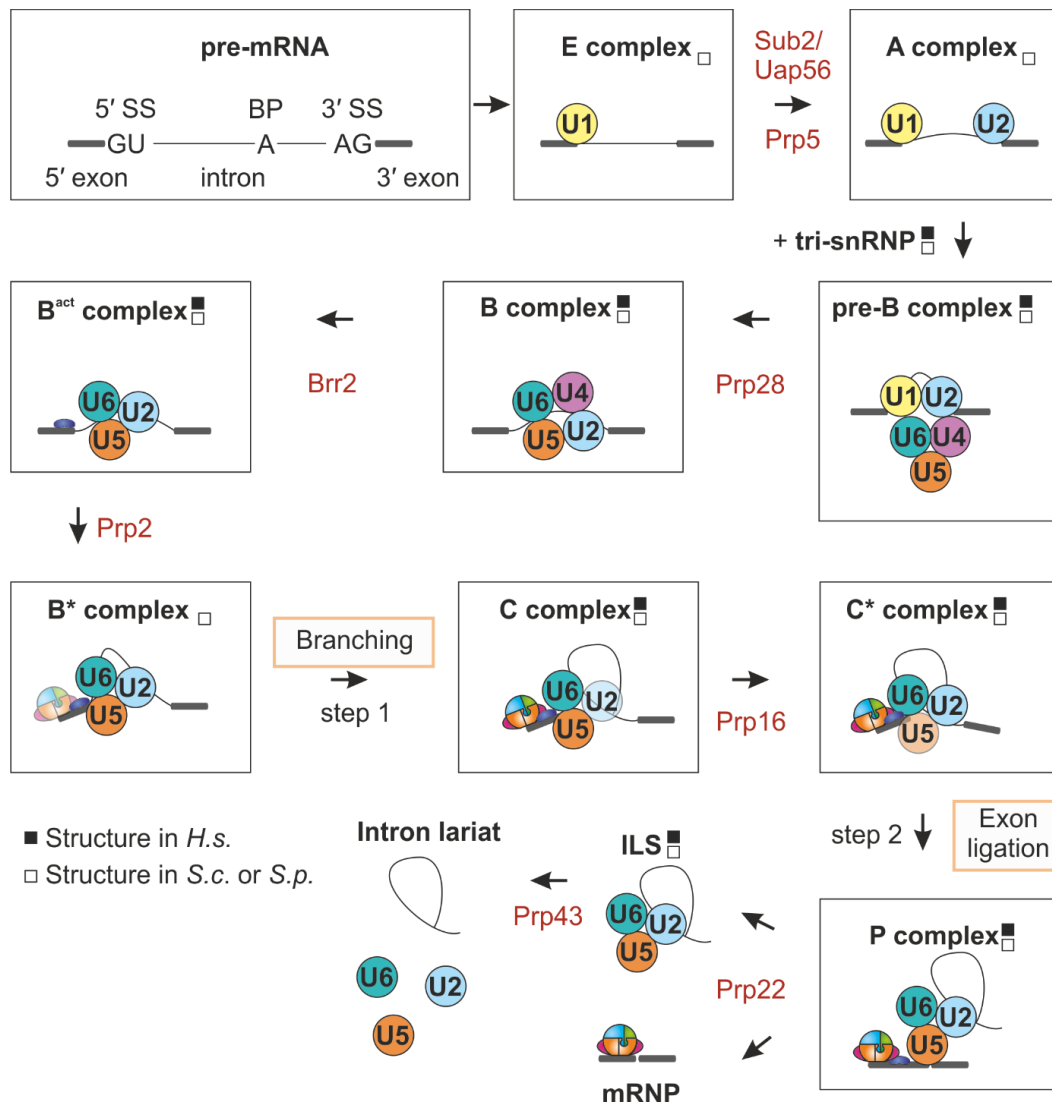 pre-mRNA
5′ SS BP 3′ SS
GU A AG
5′ exon intron 3′ exon
E complex
U1
Sub2/
Uap56
Prp5
A complex
U1 U2
+ tri-snRNP
pre-B complex
U1 U2
U6 U4
U5
Prp28
B complex
U6 U4
U5 U2
Brr2
Bact complex
U6 U2
U5
Prp2
B* complex
U6 U2
U5
Branching
step 1
C complex
U6 U2
U5
Prp16
C* complex
U6 U2
U5
step 2
Exon
ligation
P complex
U6 U2
U5
Prp22
ILS
U6 U2
U5
mRNP
Prp43
Intron lariat
U6 U2
U5
Structure in H.s.
Structure in S.c. or S.p.